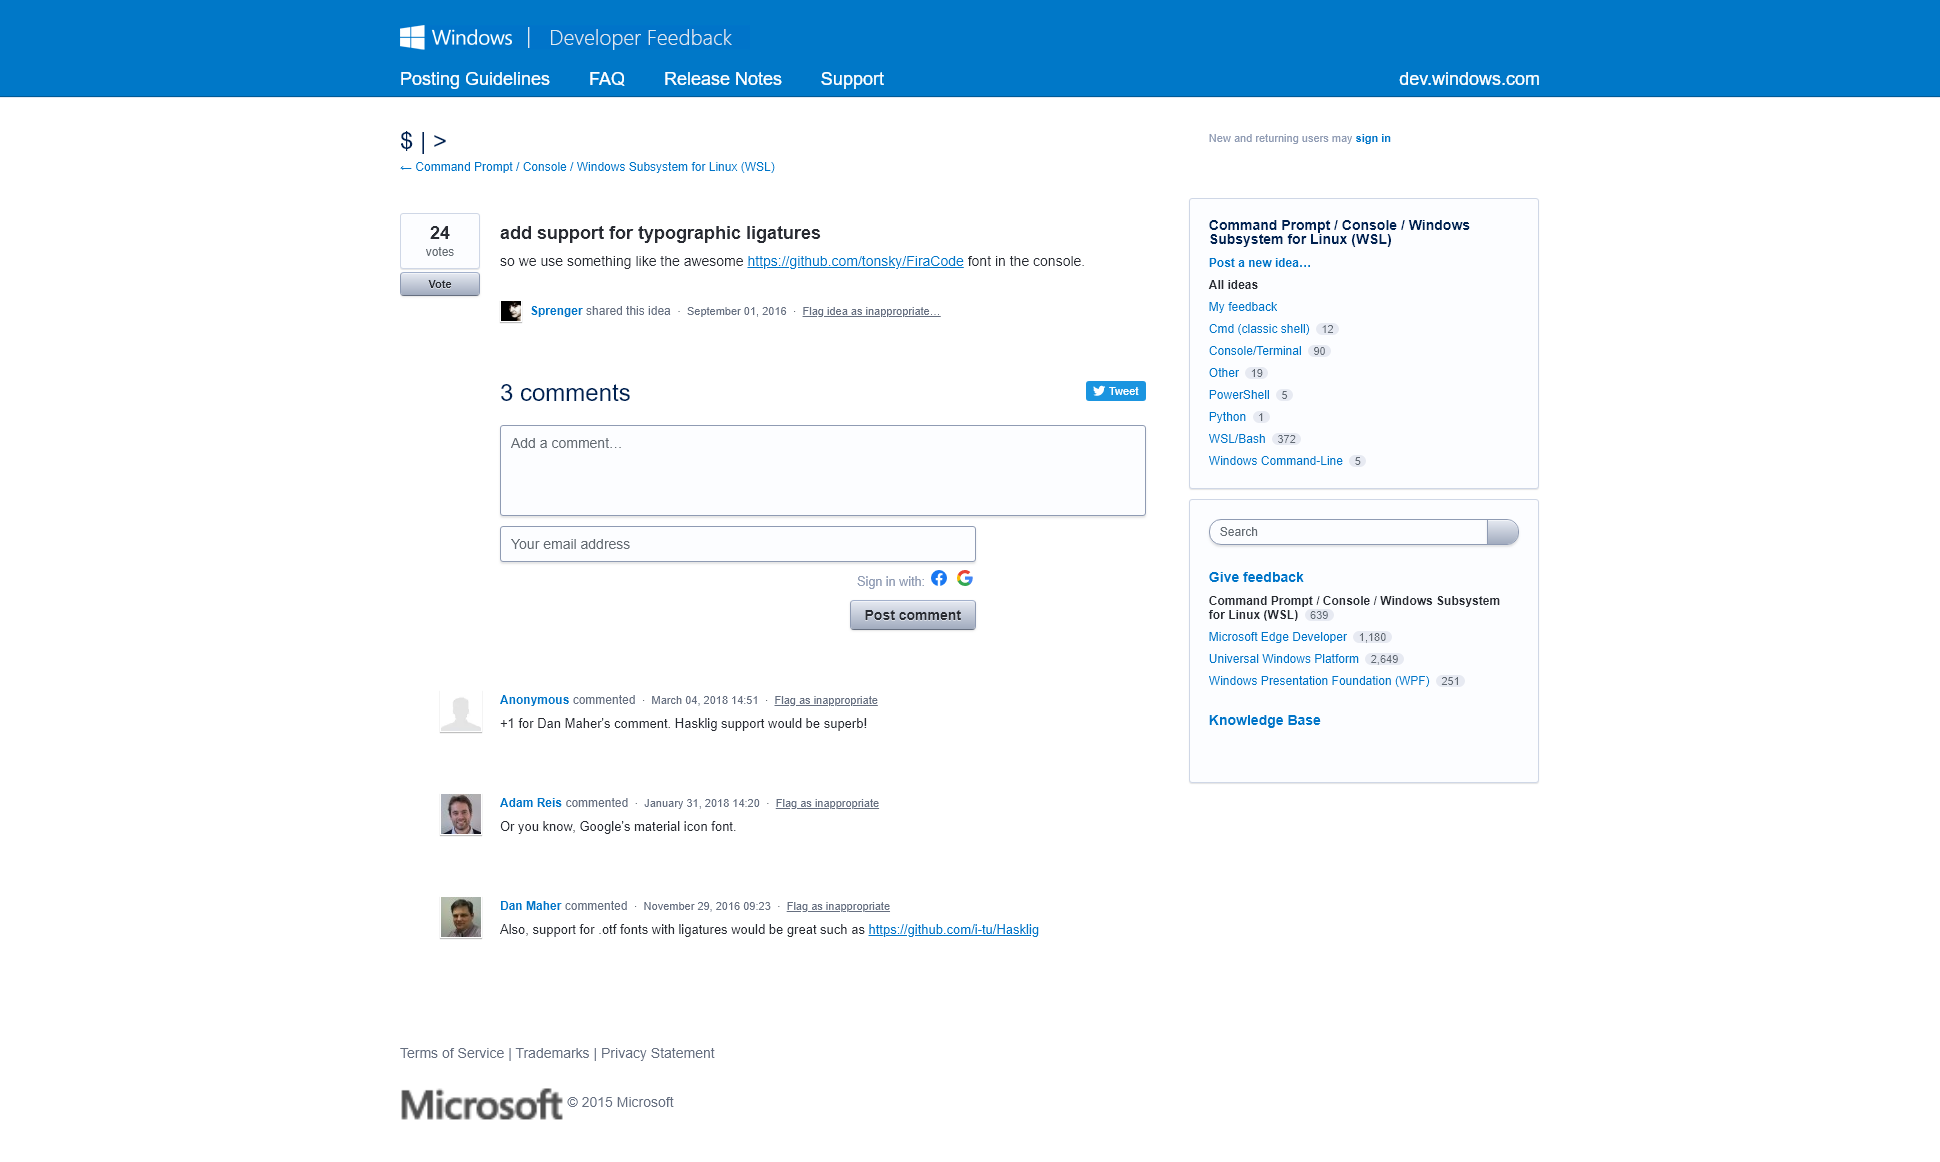 Windows | Developer Feedback
Posting Guidelines FAQ Release Notes Support dev.windows.com
$ | >
← Command Prompt / Console / Windows Subsystem for Linux (WSL)
24
votes
Vote
add support for typographic ligatures
so we use something like the awesome https://github.com/tonsky/FiraCode font in the console.
Sprenger shared this idea · September 01, 2016 · Flag idea as inappropriate…
3 comments
Tweet
Add a comment…
Your email address
Sign in with:
Post comment
Anonymous commented · March 04, 2018 14:51 · Flag as inappropriate
+1 for Dan Maher's comment. Hasklig support would be superb!
Adam Reis commented · January 31, 2018 14:20 · Flag as inappropriate
Or you know, Google's material icon font.
Dan Maher commented · November 29, 2016 09:23 · Flag as inappropriate
Also, support for .otf fonts with ligatures would be great such as https://github.com/i-tu/Hasklig
New and returning users may sign in
Command Prompt / Console / Windows
Subsystem for Linux (WSL)
Post a new idea…
All ideas
My feedback
Cmd (classic shell) 12
Console/Terminal 90
Other 19
PowerShell 5
Python 1
WSL/Bash 372
Windows Command-Line 5
Search
Give feedback
Command Prompt / Console / Windows Subsystem
for Linux (WSL) 639
Microsoft Edge Developer 1,180
Universal Windows Platform 2,649
Windows Presentation Foundation (WPF) 251
Knowledge Base
Terms of Service | Trademarks | Privacy Statement
Microsoft © 2015 Microsoft